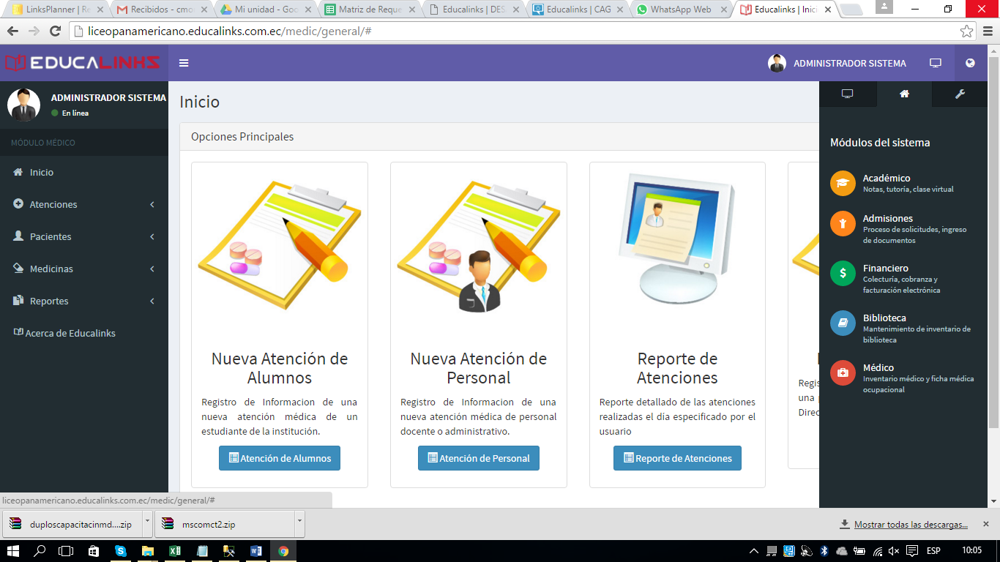 LinksPlanner | Re
Recibidos - cmo
Mi unidad - Goo
Matriz de Reque
Educalinks | DES
Educalinks | CAG
WhatsApp Web
Educalinks | Inic
liceopanamericano.educalinks.com.ec/medic/general/#
EDUCALINKS
ADMINISTRADOR SISTEMA
ADMINISTRADOR SISTEMA
En línea
MÓDULO MÉDICO
Inicio
Atenciones
Pacientes
Medicinas
Reportes
Acerca de Educalinks
Inicio
Opciones Principales
Nueva Atención de
Alumnos
Registro de Informacion de una
nueva atención médica de un
estudiante de la institución.
Atención de Alumnos
Nueva Atención de
Personal
Registro de Informacion de una
nueva atención médica de personal
docente o administrativo.
Atención de Personal
Reporte de
Atenciones
Reporte detallado de las atenciones
realizadas el día especificado por el
usuario
Reporte de Atenciones
Regis
una p
Direc
Módulos del sistema
Académico
Notas, tutoría, clase virtual
Admisiones
Proceso de solicitudes, ingreso
de documentos
Financiero
Colecturía, cobranza y
facturación electrónica
Biblioteca
Mantenimiento de inventario de
biblioteca
Médico
Inventario médico y ficha médica
ocupacional
liceopanamericano.educalinks.com.ec/medic/general/#
duploscapacitacinmd....zip
mscomct2.zip
Mostrar todas las descargas...
ESP
10:05